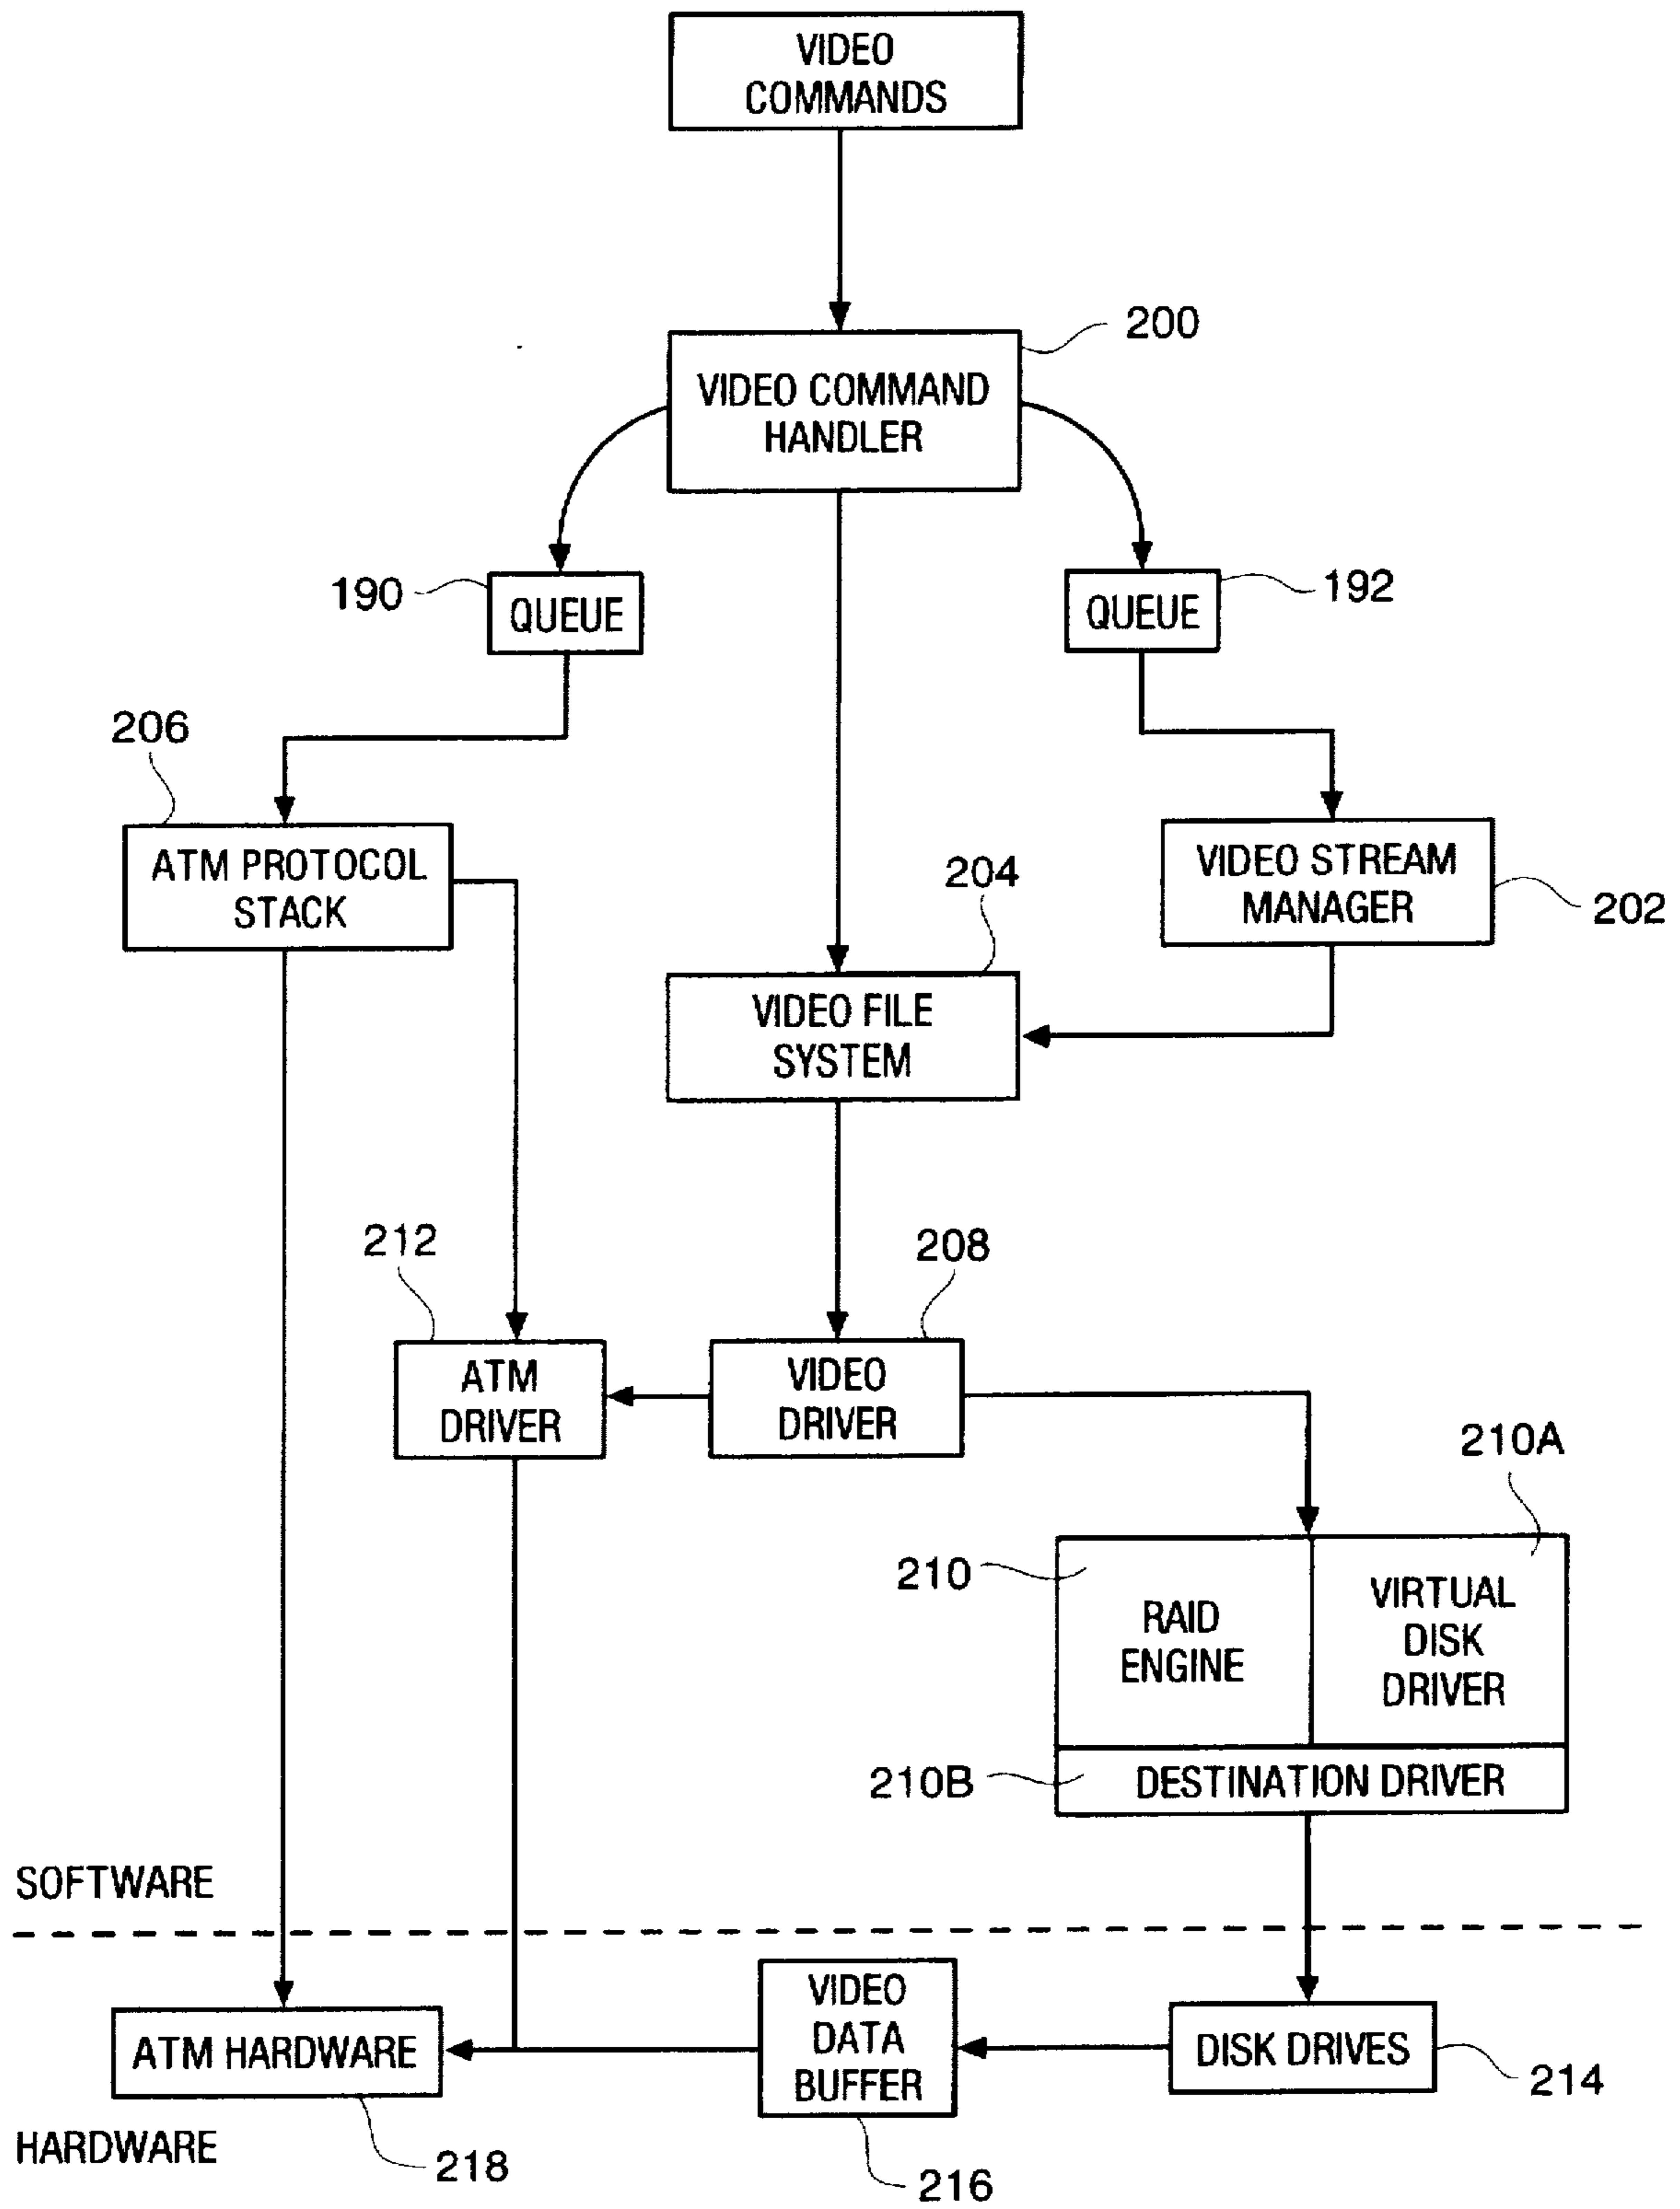 VIDEO
COMMANDS
200
VIDEO COMMAND
HANDLER
190
QUEUE
QUEUE
192
206
ATM PROTOCOL
STACK
204
VIDEO STREAM
MANAGER
202
VIDEO FILE
SYSTEM
212
208
ATM
DRIVER
VIDEO
DRIVER
210A
210
RAID
ENGINE
VIRTUAL
DISK
DRIVER
210B
DESTINATION DRIVER
SOFTWARE
ATM HARDWARE
VIDEO
DATA
BUFFER
DISK DRIVES
214
HARDWARE
218
216